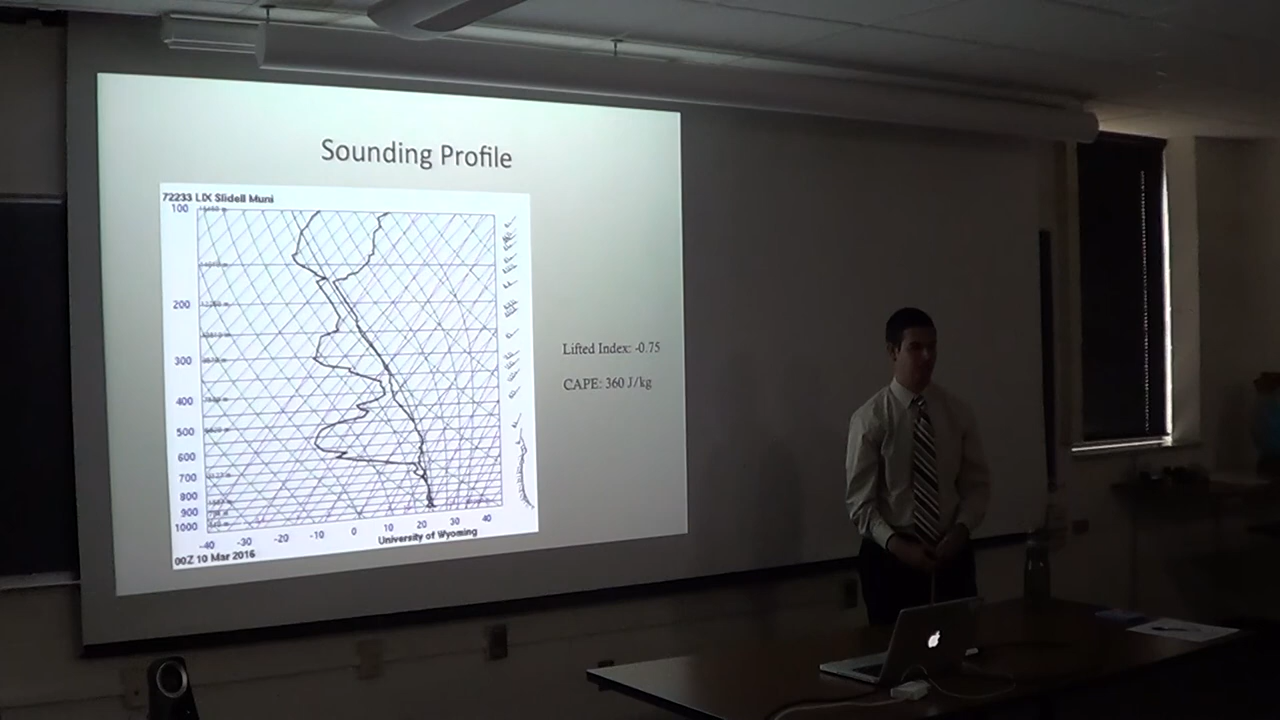 Sounding Profile
72233 LIX Slidell Muni
100
200
300
400
500
600
700
800
900
1000
-40 -30 -20 -10 0 10 20 30 40
00Z 10 Mar 2016
University of Wyoming
Lifted Index: -0.75
CAPE: 360 J/kg